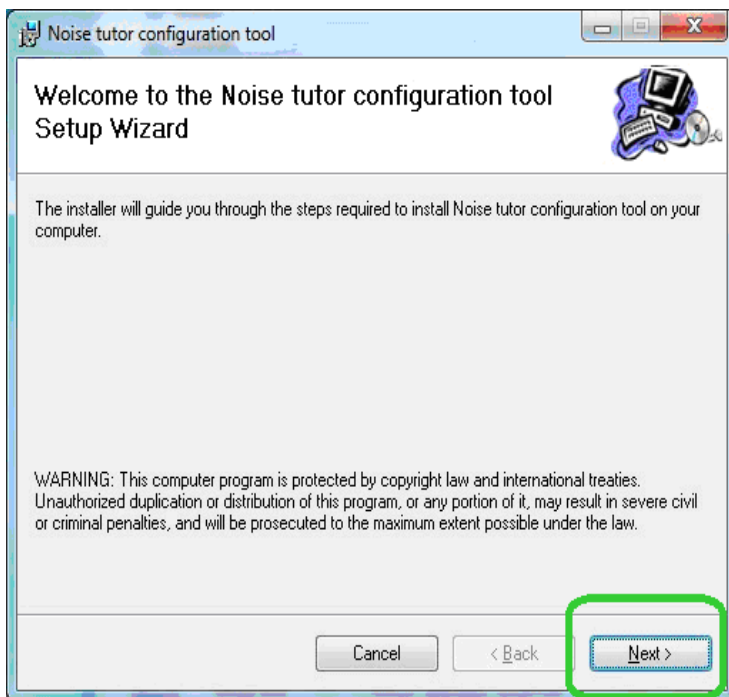 Noise tutor configuration tool
Welcome to the Noise tutor configuration tool
Setup Wizard
The installer will guide you through the steps required to install Noise tutor configuration tool on your
computer.
WARNING: This computer program is protected by copyright law and international treaties.
Unauthorized duplication or distribution of this program, or any portion of it, may result in severe civil
or criminal penalties, and will be prosecuted to the maximum extent possible under the law.
Cancel < Back Next >